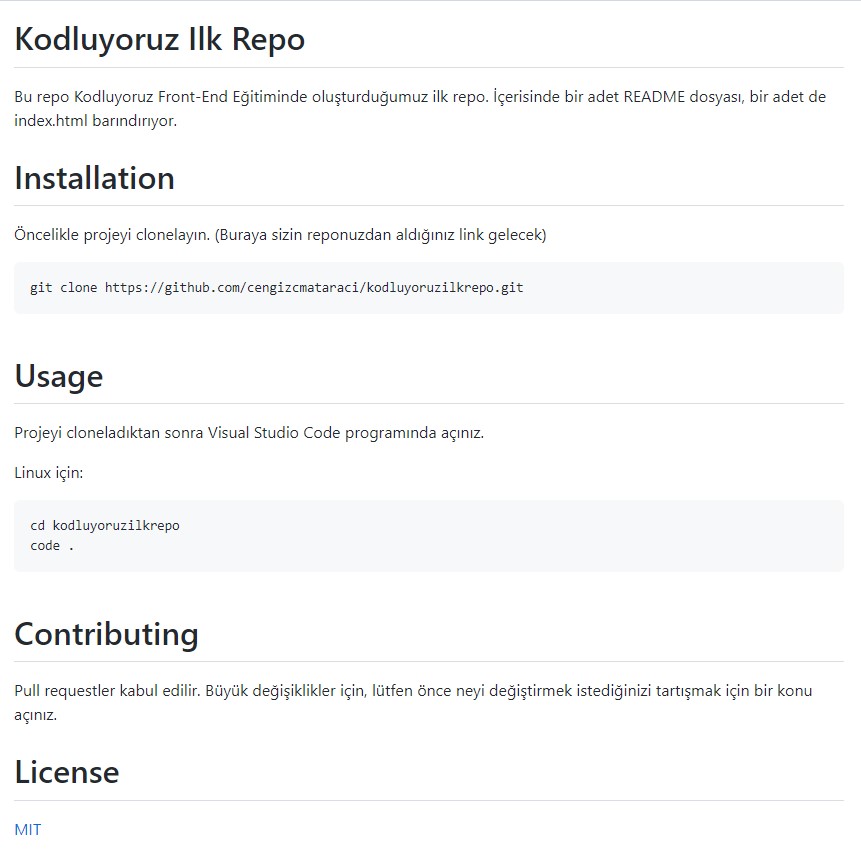 Kodluyoruz Ilk Repo
Bu repo Kodluyoruz Front-End Eğitiminde oluşturduğumuz ilk repo. İçerisinde bir adet README dosyası, bir adet de
index.html barındırıyor.
Installation
Öncelikle projeyi clonelayın. (Buraya sizin reponuzdan aldığınız link gelecek)
git clone https://github.com/cengizcmataraci/kodluyoruzilkrepo.git
Usage
Projeyi cloneladıktan sonra Visual Studio Code programında açınız.
Linux için:
cd kodluyoruzilkrepo
code .
Contributing
Pull requestler kabul edilir. Büyük değişiklikler için, lütfen önce neyi değiştirmek istediğinizi tartışmak için bir konu
açınız.
License
MIT